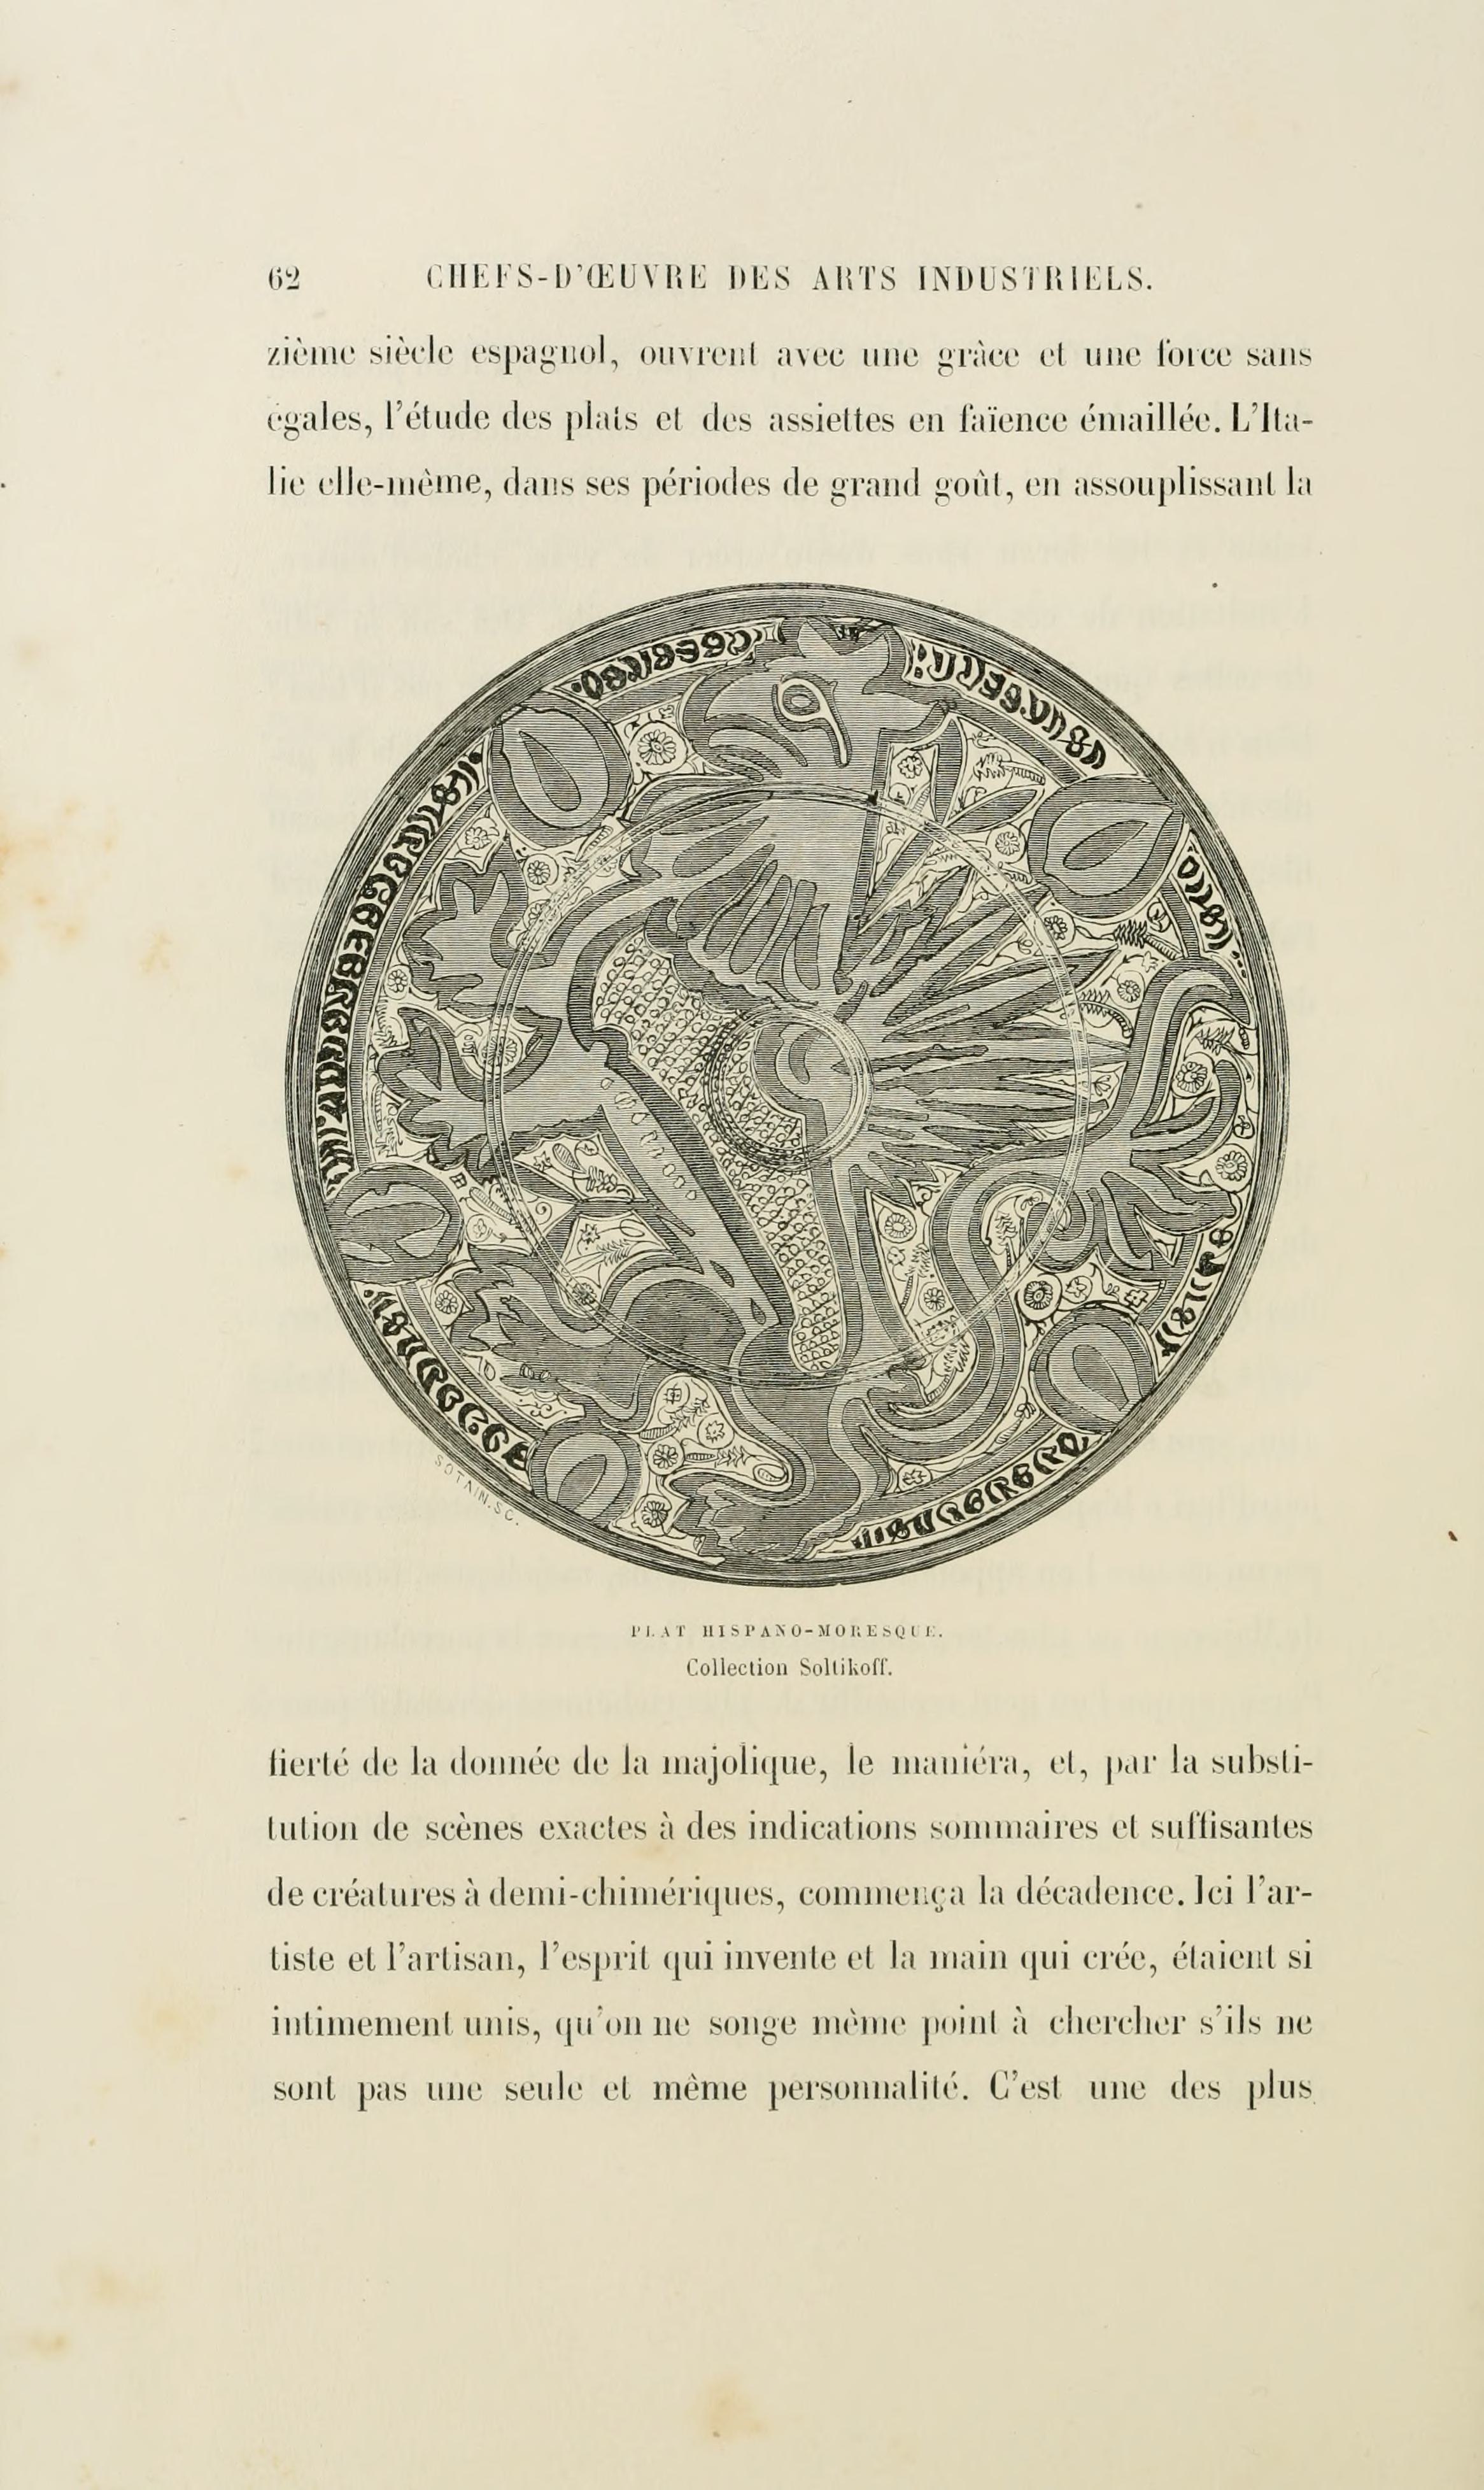 62 CHEFS-D'ŒUVRE DES ARTS INDUSTRIELS.
zième siècle espagnol, ouvrent avec une grâce et une force sans
égales, l'étude des plats et des assiettes en faïence émaillée. L'Ita-
lie elle-même, dans ses périodes de grand goût, en assouplissant la
SOTAIN. SC.
PLAT HISPANO-MORESQUE.
Collection Soltikoff.
fierté de la donnée de la majolique, le maniéra, et, par la substi-
tution de scènes exactes à des indications sommaires et suffisantes
de créatures à demi-chimériques, commença la décadence. Ici l'ar-
tiste et l'artisan, l'esprit qui invente et la main qui crée, étaient si
intimement unis, qu'on ne songe même point à chercher s'ils ne
sont pas une seule et même personnalité. C'est une des plus